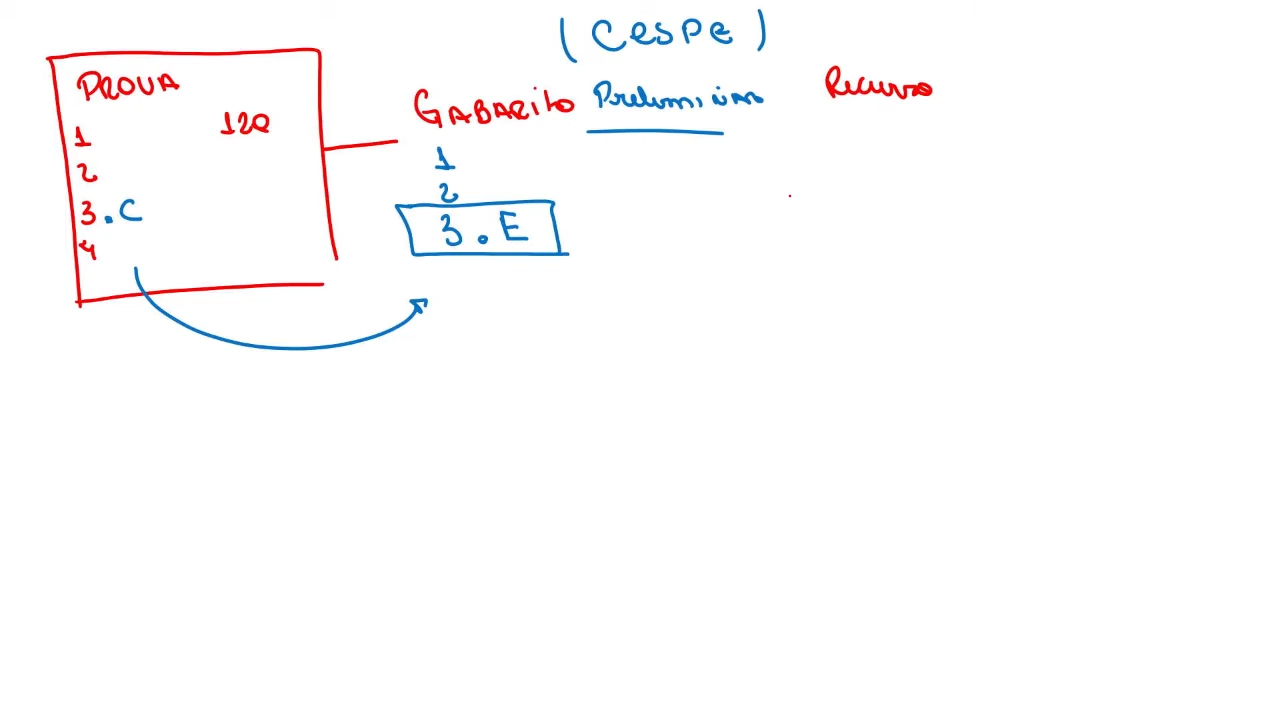 (CESPE)
PROVA
120
1
2
3.C
4
GABARITO Preliminar
1
2
3.E
Recurso